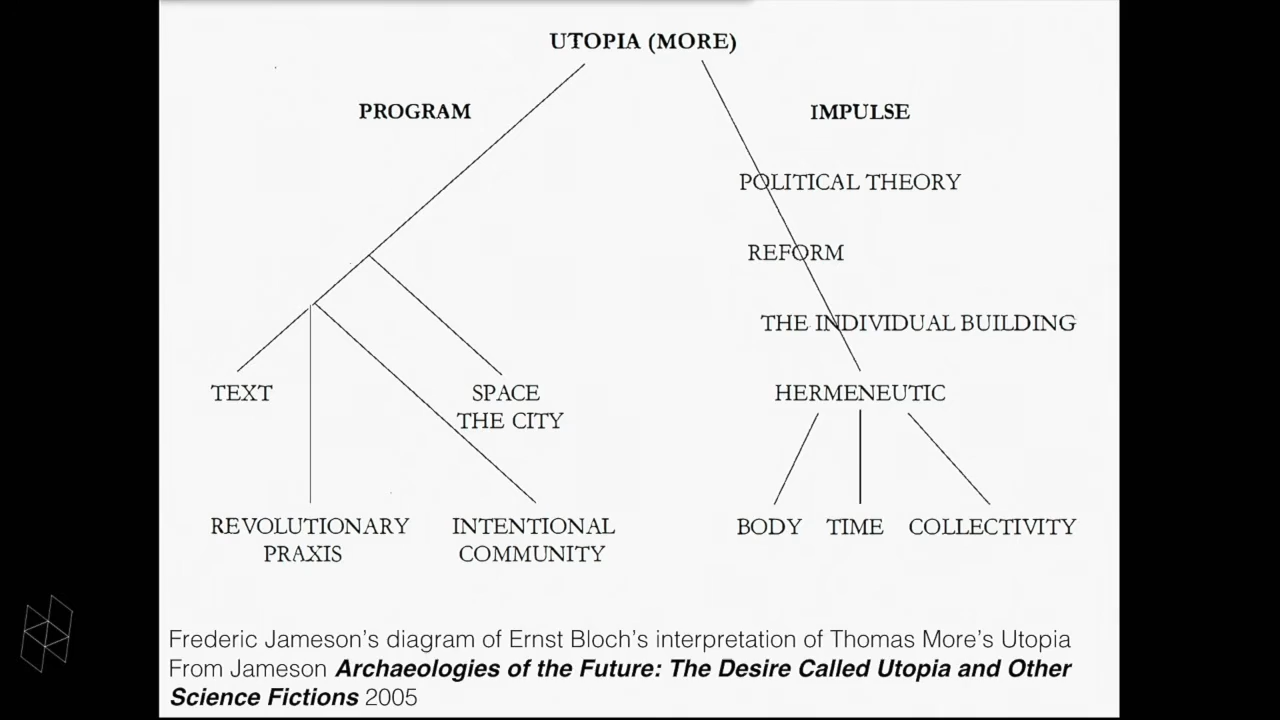 UTOPIA (MORE)
PROGRAM
IMPULSE
POLITICAL THEORY
REFORM
THE INDIVIDUAL BUILDING
TEXT
SPACE
THE CITY
HERMENEUTIC
REVOLUTIONARY
PRAXIS
INTENTIONAL
COMMUNITY
BODY
TIME
COLLECTIVITY
Frederic Jameson's diagram of Ernst Bloch's interpretation of Thomas More's Utopia
From Jameson Archaeologies of the Future: The Desire Called Utopia and Other
Science Fictions 2005